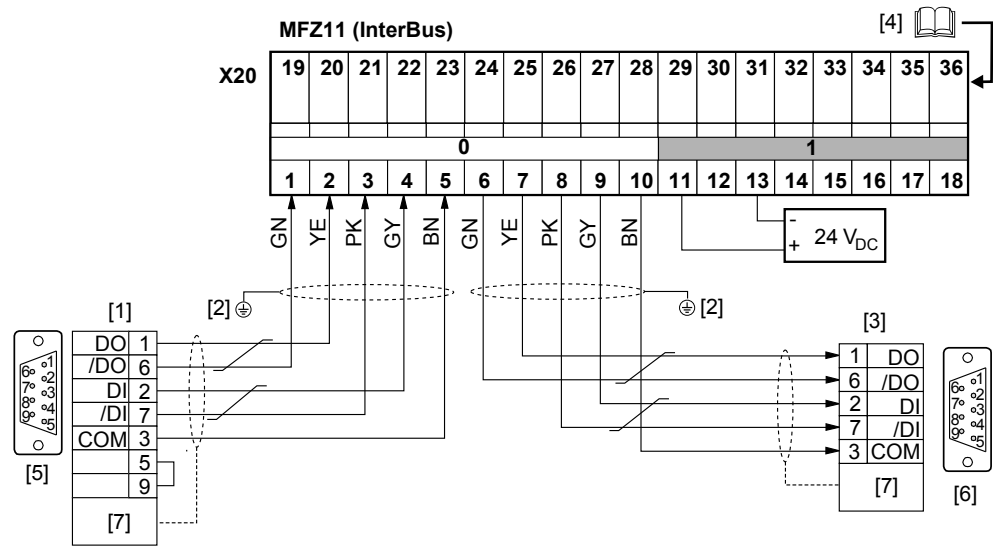 [4]
MFZ11 (InterBus)
X20
19 20 21 22 23 24 25 26 27 28 29 30 31 32 33 34 35 36
0 1
1 2 3 4 5 6 7 8 9 10 11 12 13 14 15 16 17 18
GN YE PK GY BN GN YE PK GY BN
-
+ 24 VDC
[2] [2]
[1]
DO 1
/DO 6
DI 2
/DI 7
COM 3
5
9
[7]
6 7 8 9 1 2 3 4 5
[5]
[3]
1 DO
6 /DO
2 DI
7 /DI
3 COM
[7]
6 7 8 9 1 2 3 4 5
[6]